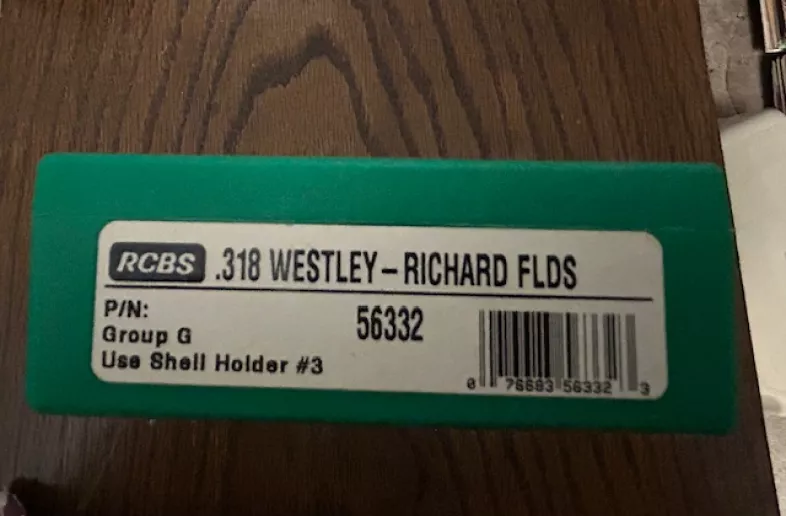 RCBS .318 WESTLEY-RICHARD FLDS
P/N: 56332
Group G
Use Shell Holder #3
0 76683 56332 3